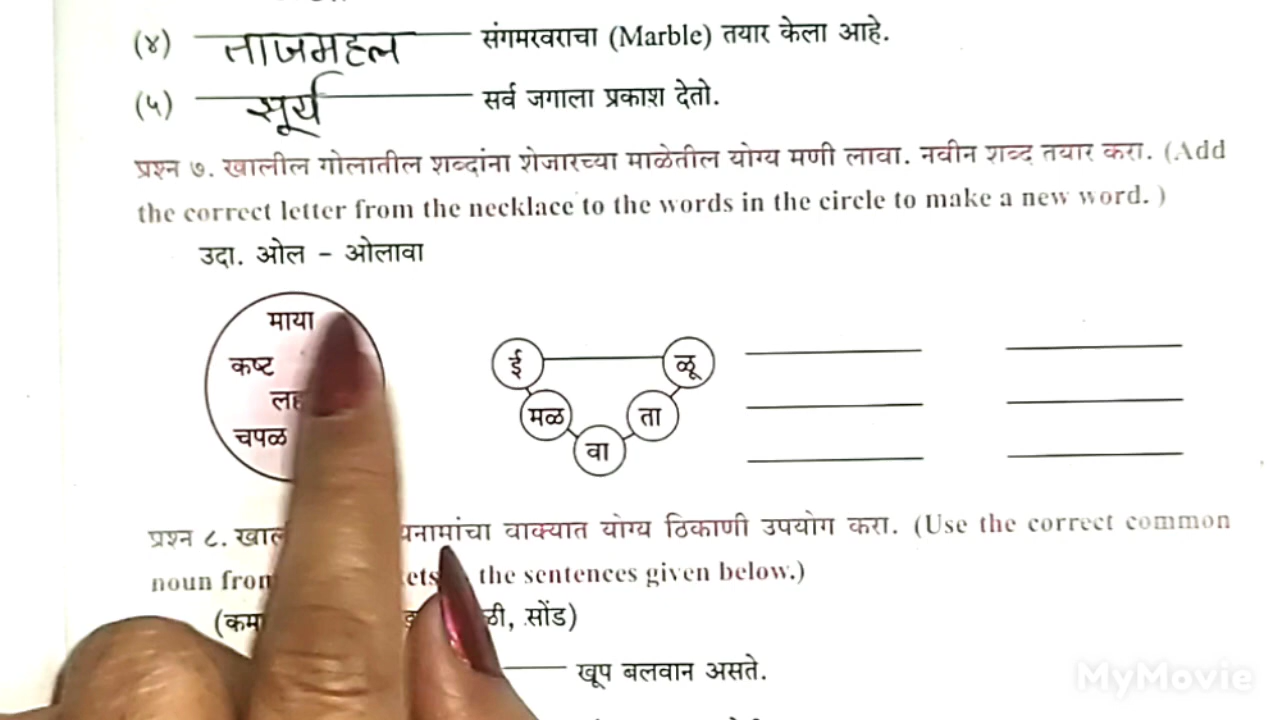 (४) ताजमहल संगमरवराचा (Marble) तयार केला आहे.
(५) सूर्य सर्व जगाला प्रकाश देतो.
प्रश्न ७. खालील गोलातील शब्दांना शेजारच्या माळेतील योग्य मणी लावा. नवीन शब्द तयार करा. (Add
the correct letter from the necklace to the words in the circle to make a new word. )
उदा. ओल - ओलावा
माया
कष्ट
चपळ
ई
ळू
मळ
ता
वा
प्रश्न ८. वाक्यात योग्य ठिकाणी उपयोग करा. (Use the correct common
noun the sentences given below.)
सोंड)
खूप बलवान असते.
MyMovie